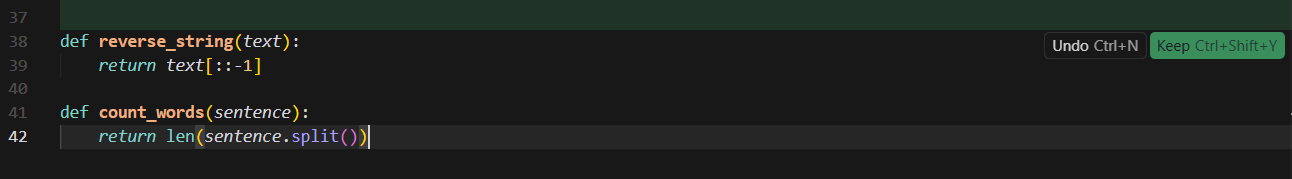 37
38 def reverse_string(text):
Undo Ctrl+N Keep Ctrl+Shift+Y
39     return text[::-1]
40
41 def count_words(sentence):
42     return len(sentence.split())